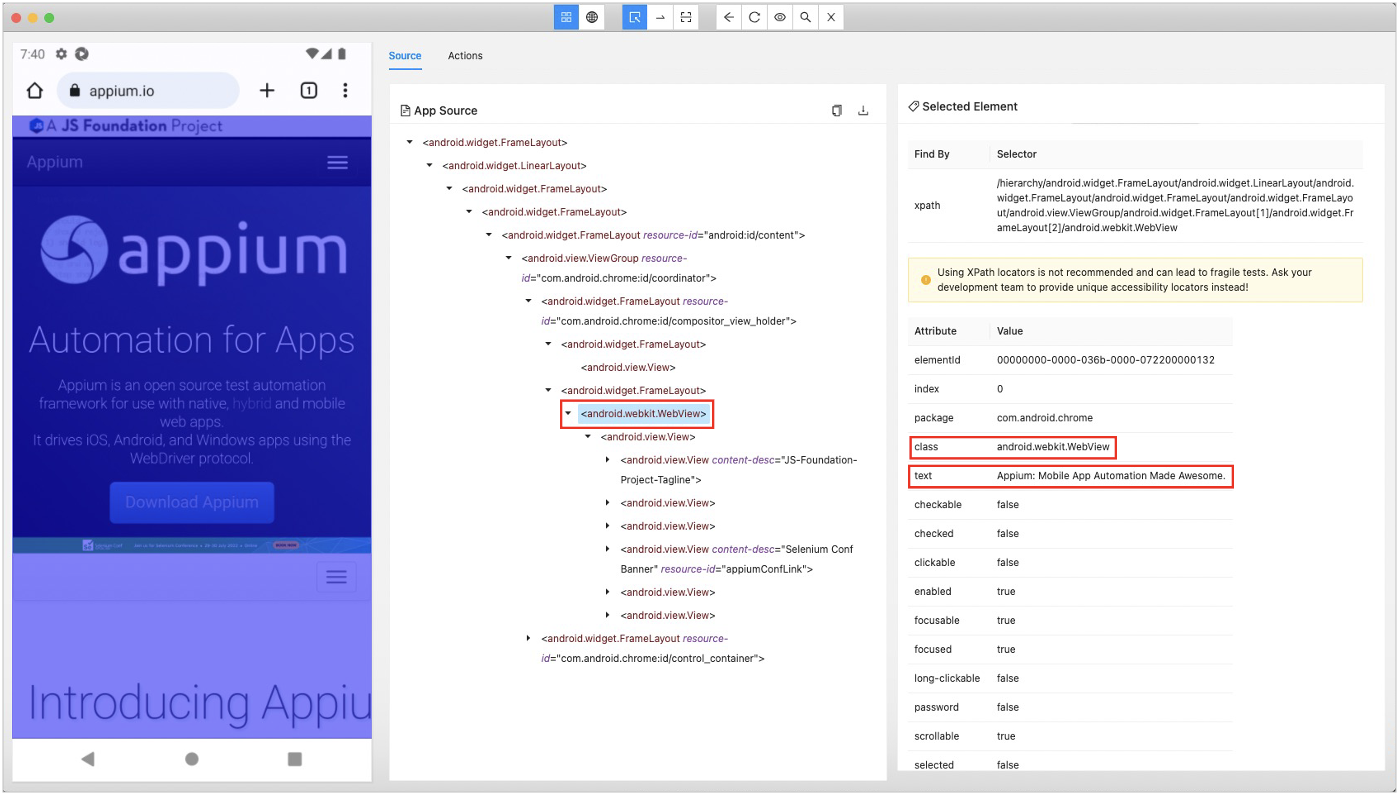 7:40
appium.io
1
JS
A JS Foundation Project
Appium
appium
Automation for Apps
Appium is an open source test automation
framework for use with native, hybrid and mobile
web apps.
It drives iOS, Android, and Windows apps using the
WebDriver protocol.
Download Appium
Introducing Appiu
Source
Actions
App Source
<android.widget.FrameLayout>
<android.widget.LinearLayout>
<android.widget.FrameLayout>
<android.widget.FrameLayout>
<android.widget.FrameLayout resource-id="android:id/content">
<android.view.ViewGroup resource-
id="com.android.chrome:id/coordinator">
<android.widget.FrameLayout resource-
id="com.android.chrome:id/compositor_view_holder">
<android.widget.FrameLayout>
<android.view.View>
<android.widget.FrameLayout>
<android.webkit.WebView>
<android.view.View>
<android.view.View content-desc="JS-Foundation-
Project-Tagline">
<android.view.View>
<android.view.View>
<android.view.View content-desc="Selenium Conf
Banner" resource-id="appiumConfLink">
<android.view.View>
<android.view.View>
<android.widget.FrameLayout resource-
id="com.android.chrome:id/control_container">
Selected Element
Find By Selector
xpath
/hierarchy/android.widget.FrameLayout/android.widget.LinearLayout/android.
widget.FrameLayout/android.widget.FrameLayout/android.widget.FrameLayo
ut/android.view.ViewGroup/android.widget.FrameLayout[1]/android.widget.Fr
ameLayout[2]/android.webkit.WebView
Using XPath locators is not recommended and can lead to fragile tests. Ask your
development team to provide unique accessibility locators instead!
Attribute Value
elementId 00000000-0000-036b-0000-072200000132
index 0
package com.android.chrome
class android.webkit.WebView
text Appium: Mobile App Automation Made Awesome.
checkable false
checked false
clickable false
enabled true
focusable true
focused true
long-clickable false
password false
scrollable true
selected false